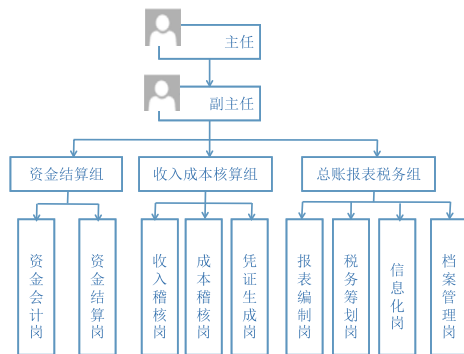 主任
副主任
资金结算组
收入成本核算组
总账报表税务组
资金会计岗
资金结算岗
收入稽核岗
成本稽核岗
凭证生成岗
报表编制岗
税务筹划岗
信息化岗
档案管理岗